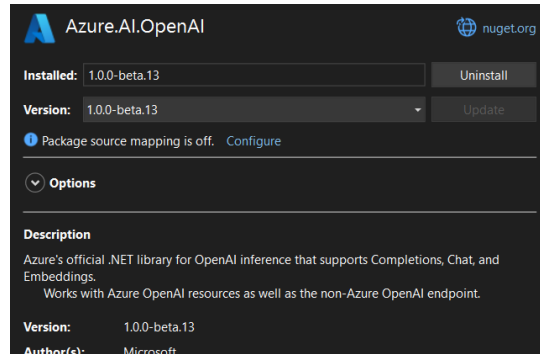 Azure.AI.OpenAI
nuget.org
Installed: 1.0.0-beta.13 Uninstall
Version: 1.0.0-beta.13 Update
Package source mapping is off. Configure
Options
Description
Azure's official .NET library for OpenAI inference that supports Completions, Chat, and
Embeddings.
Works with Azure OpenAI resources as well as the non-Azure OpenAI endpoint.
Version: 1.0.0-beta.13
Author(s): Microsoft